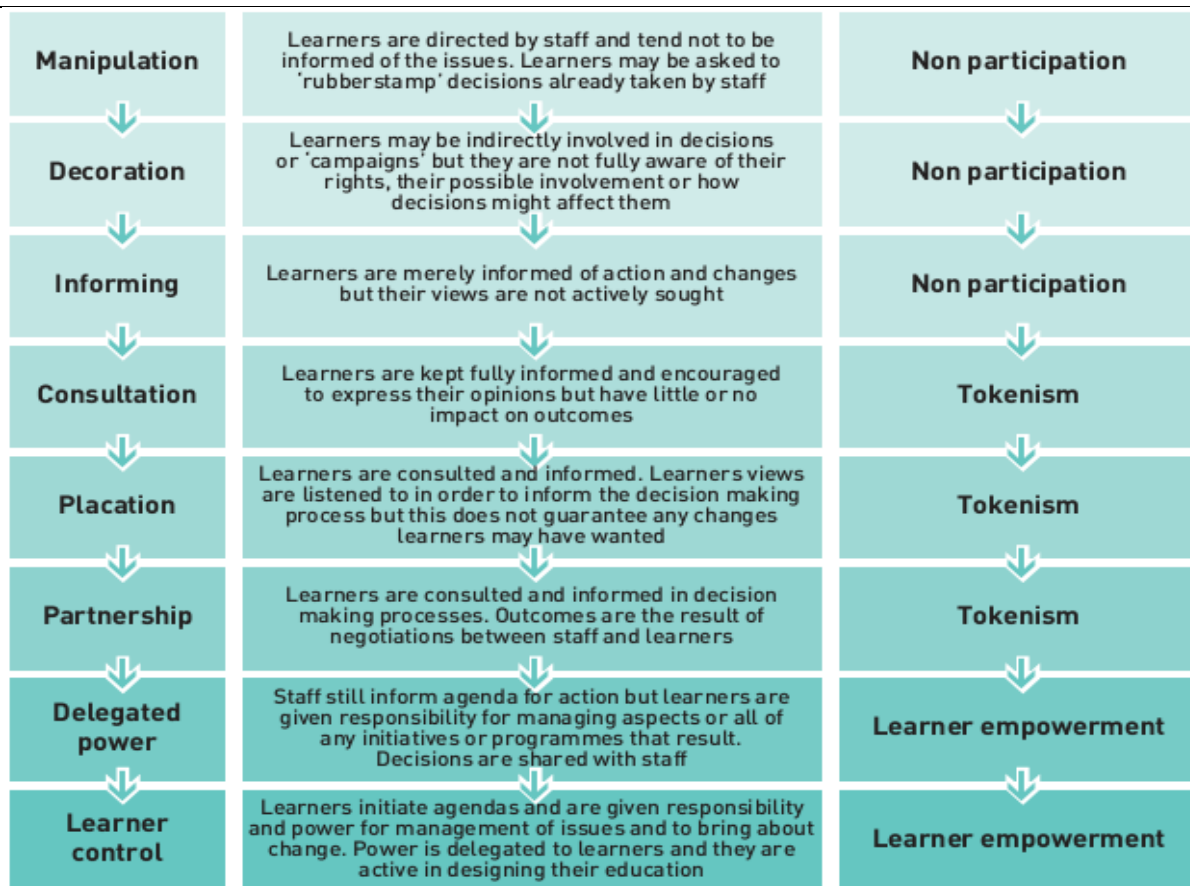 Manipulation
Learners are directed by staff and tend not to be
informed of the issues. Learners may be asked to
‘rubberstamp’ decisions already taken by staff
Non participation
Decoration
Learners may be indirectly involved in decisions
or ‘campaigns’ but they are not fully aware of their
rights, their possible involvement or how
decisions might affect them
Non participation
Informing
Learners are merely informed of action and changes
but their views are not actively sought
Non participation
Consultation
Learners are kept fully informed and encouraged
to express their opinions but have little or no
impact on outcomes
Tokenism
Placation
Learners are consulted and informed. Learners views
are listened to in order to inform the decision making
process but this does not guarantee any changes
learners may have wanted
Tokenism
Partnership
Learners are consulted and informed in decision
making processes. Outcomes are the result of
negotiations between staff and learners
Tokenism
Delegated
power
Staff still inform agenda for action but learners are
given responsibility for managing aspects or all of
any initiatives or programmes that result.
Decisions are shared with staff
Learner empowerment
Learner
control
Learners initiate agendas and are given responsibility
and power for management of issues and to bring about
change. Power is delegated to learners and they are
active in designing their education
Learner empowerment